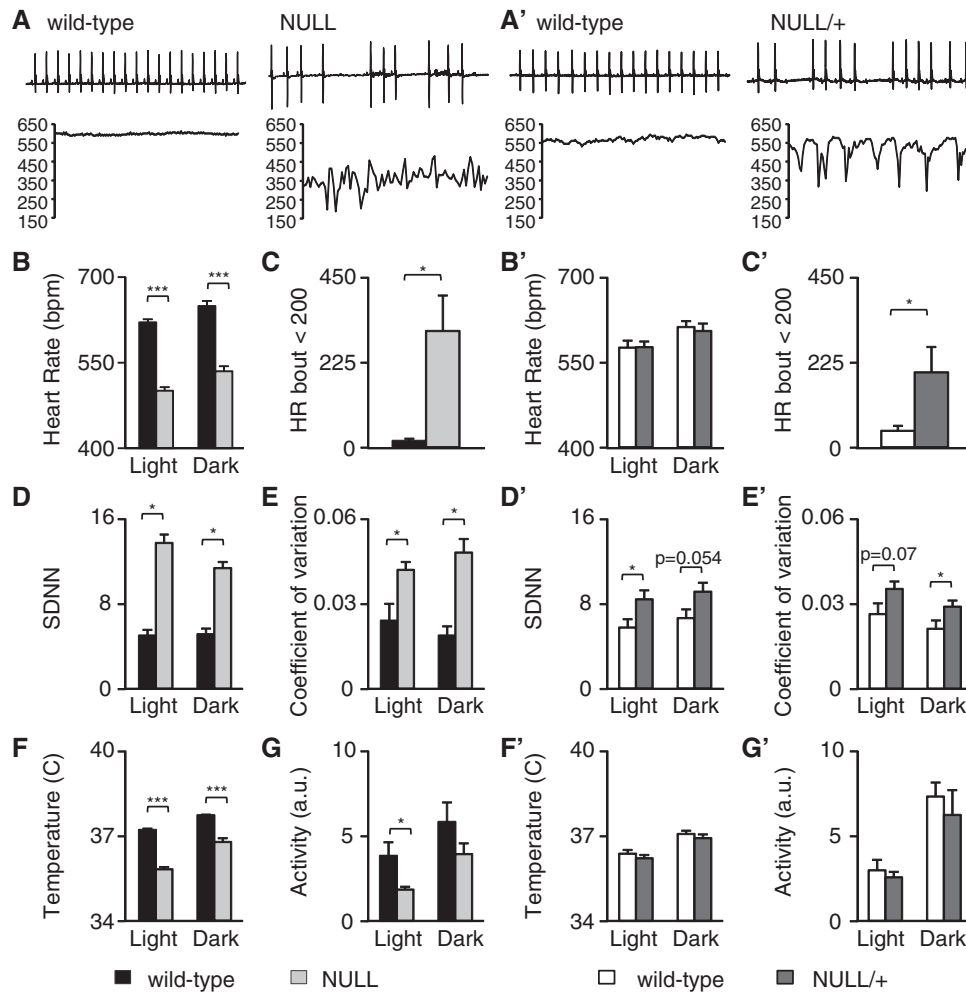 A wild-type NULL A' wild-type NULL/+
650 650 650 650
550 550 550 550
450 450 450 450
350 350 350 350
250 250 250 250
150 150 150 150
B C B' C'
Heart Rate (bpm)
700
550
400
***
***
Light Dark
HR bout < 200
450
225
0
*
Heart Rate (bpm)
700
550
400
Light Dark
HR bout < 200
450
225
0
*
D E D' E'
SDNN
16
8
0
*
*
Light Dark
Coefficient of variation
0.06
0.03
0
*
*
Light Dark
SDNN
16
8
0
*
p=0.054
Light Dark
Coefficient of variation
0.06
0.03
0
p=0.07
*
Light Dark
F G F' G'
Temperature (C)
40
37
34
***
***
Light Dark
Activity (a.u.)
10
5
0
*
Light Dark
Temperature (C)
40
37
34
Light Dark
Activity (a.u.)
10
5
0
Light Dark
wild-type NULL wild-type NULL/+